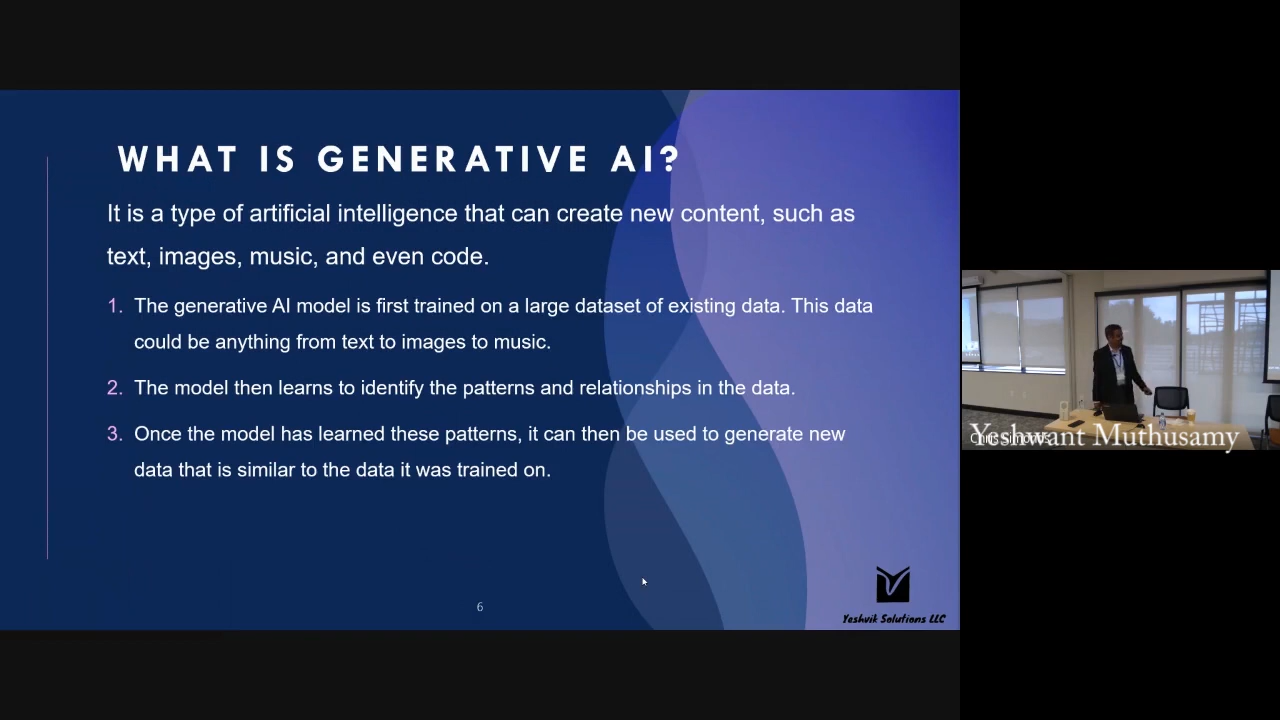 WHAT IS GENERATIVE AI?
It is a type of artificial intelligence that can create new content, such as
text, images, music, and even code.
1. The generative AI model is first trained on a large dataset of existing data. This data
could be anything from text to images to music.
2. The model then learns to identify the patterns and relationships in the data.
3. Once the model has learned these patterns, it can then be used to generate new
data that is similar to the data it was trained on.
6
Yeshvik Solutions LLC
Yeshwant Muthusamy